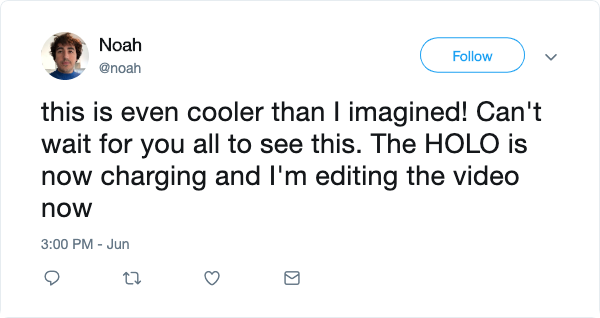 Noah
@noah
Follow
this is even cooler than I imagined! Can't
wait for you all to see this. The HOLO is
now charging and I'm editing the video
now
3:00 PM - Jun